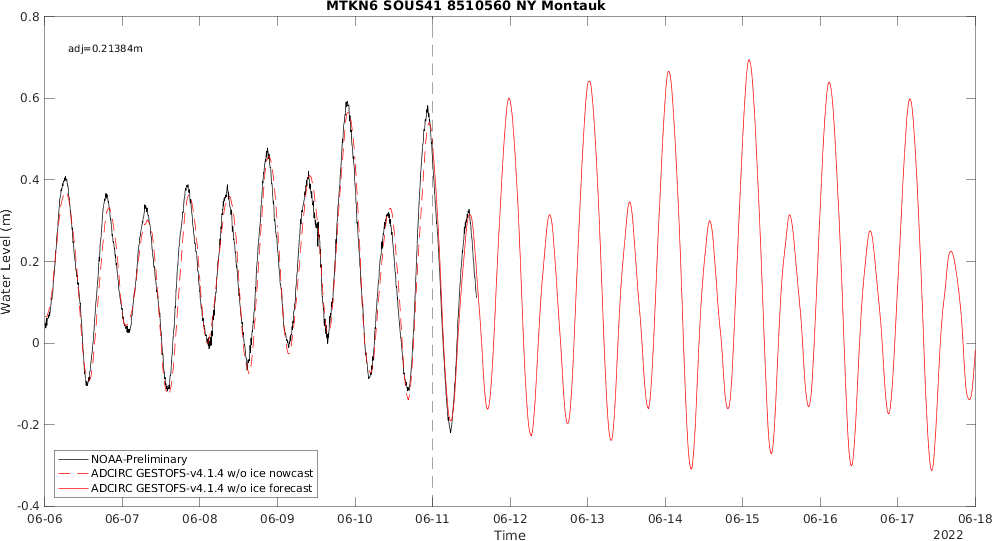 MTKN6 SOUS41 8510560 NY Montauk
adj=0.21384m
0.8
0.6
0.4
0.2
0
-0.2
-0.4
Water Level (m)
NOAA-Preliminary
ADCIRC GESTOFS-v4.1.4 w/o ice nowcast
ADCIRC GESTOFS-v4.1.4 w/o ice forecast
06-06 06-07 06-08 06-09 06-10 06-11 06-12 06-13 06-14 06-15 06-16 06-17 06-18
Time
2022